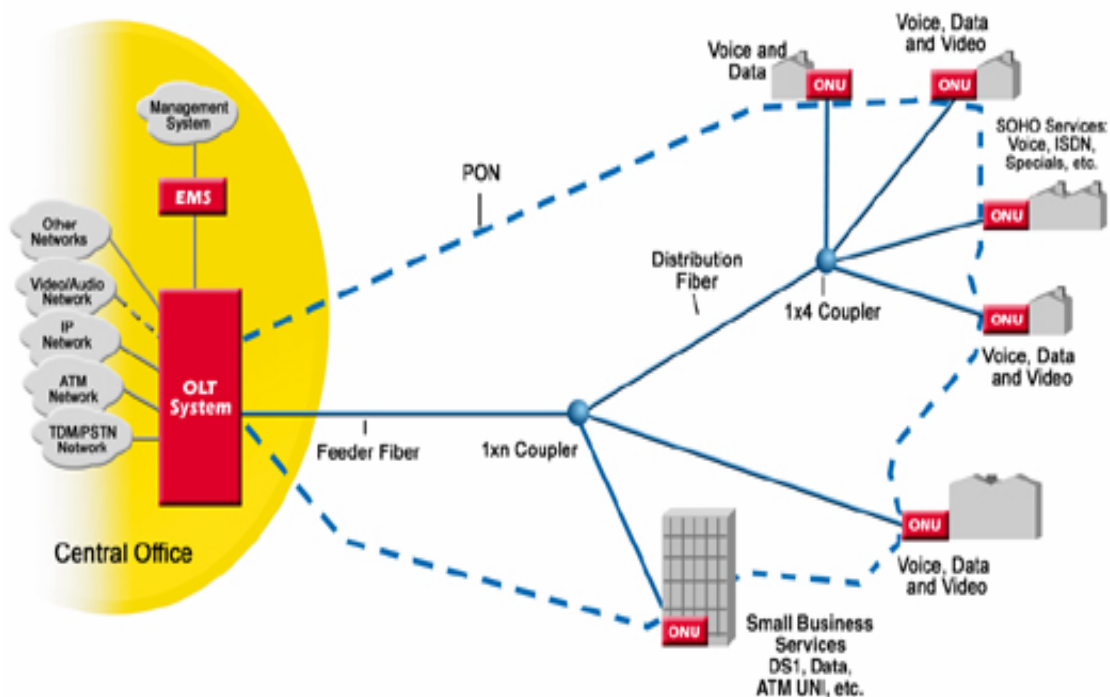 Voice, Data
and Video
Voice and
Data
ONU
ONU
Management
System
SOHO Services:
Voice, ISDN,
Specials, etc.
PON
EMS
ONU
Other
Networks
Distribution
Fiber
Video/Audio
Network
1x4 Coupler
ONU
IP
Network
Voice, Data
and Video
ATM
Network
OLT
System
TDM/PSTN
Network
Feeder Fiber
1xn Coupler
ONU
Central Office
Voice, Data
and Video
ONU
Small Business
Services
DS1, Data,
ATM UNI, etc.